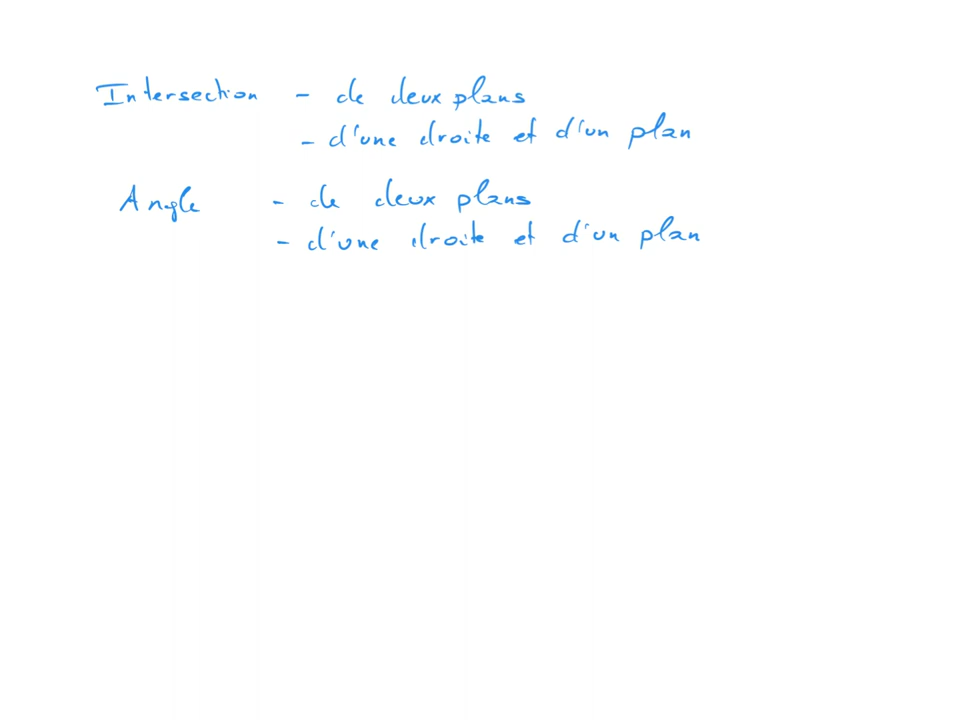 Intersection - de deux plans
- d'une droite et d'un plan
Angle - de deux plans
- d'une droite et d'un plan